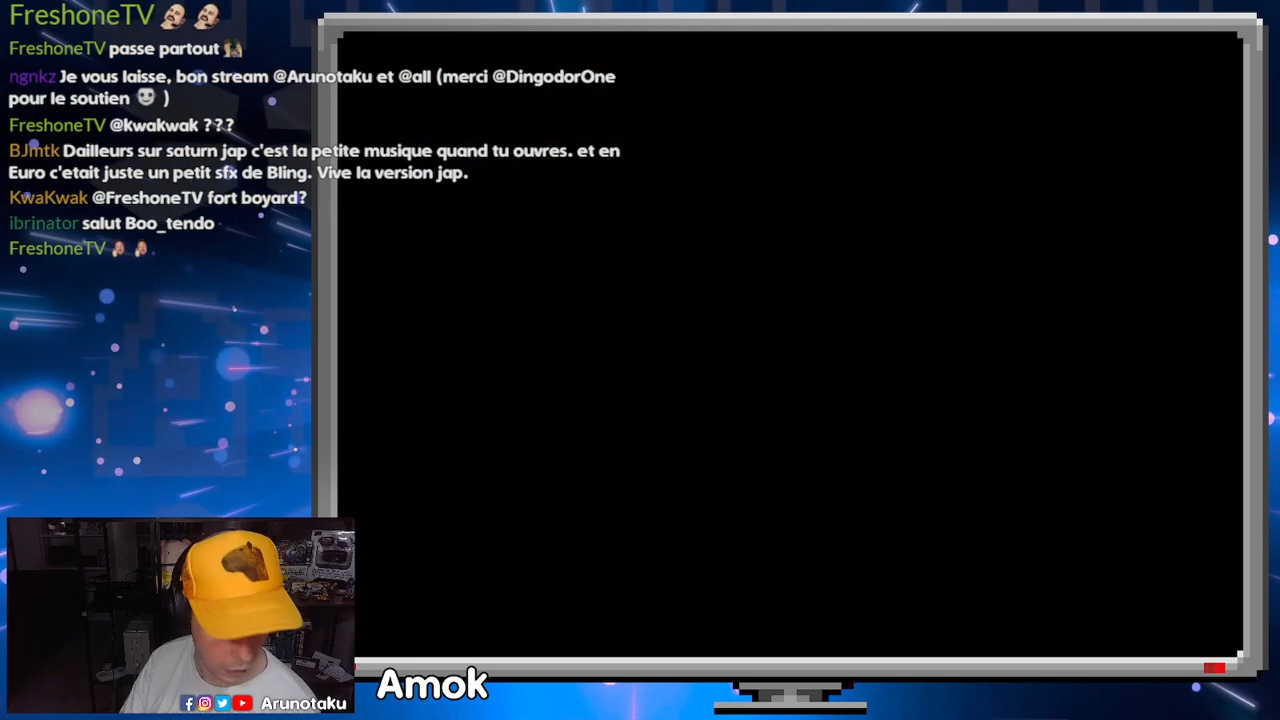 FreshoneTV
FreshoneTV passe partout
ngnkz Je vous laisse, bon stream @Arunotaku et @all (merci @DingodorOne
pour le soutien )
FreshoneTV @kwakwak ???
BJmtk Dailleurs sur saturn jap c'est la petite musique quand tu ouvres. et en
Euro c'etait juste un petit sfx de Bling. Vive la version jap.
KwaKwak @FreshoneTV fort boyard?
ibrinator salut Boo_tendo
FreshoneTV
Arunotaku
Amok